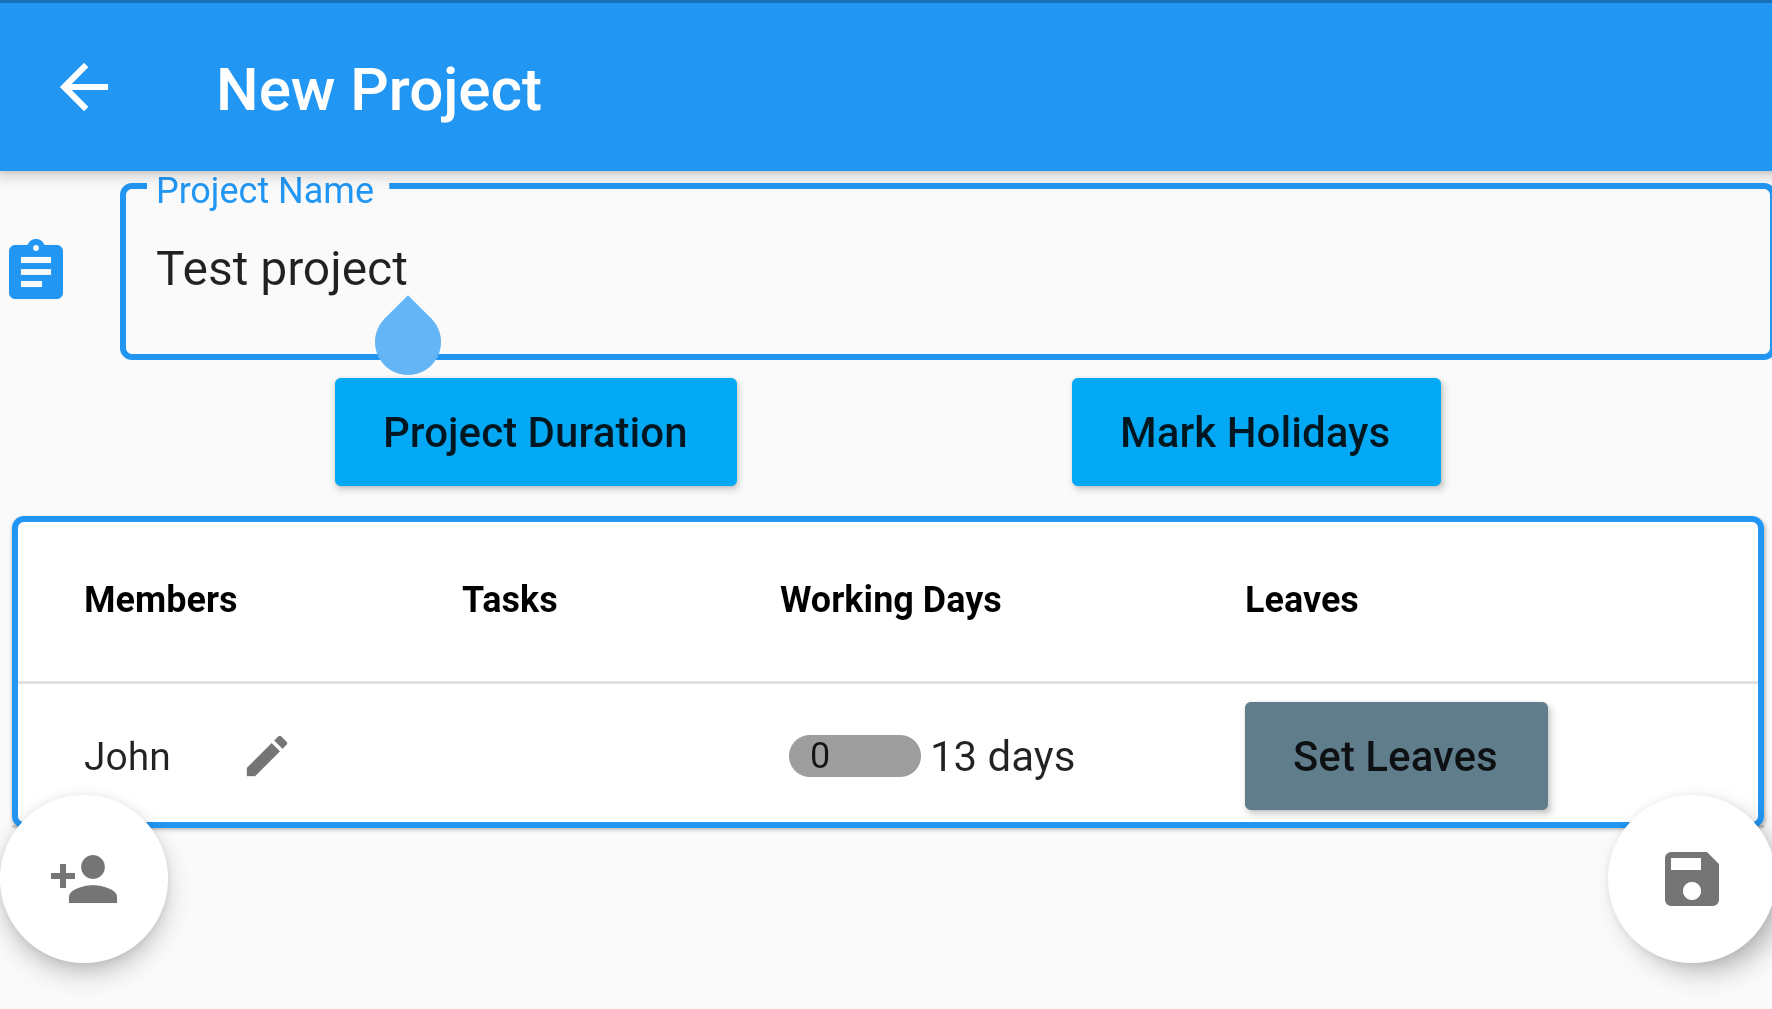 New Project
Project Name
Test project
Project Duration Mark Holidays
Members Tasks Working Days Leaves
John 0 13 days Set Leaves